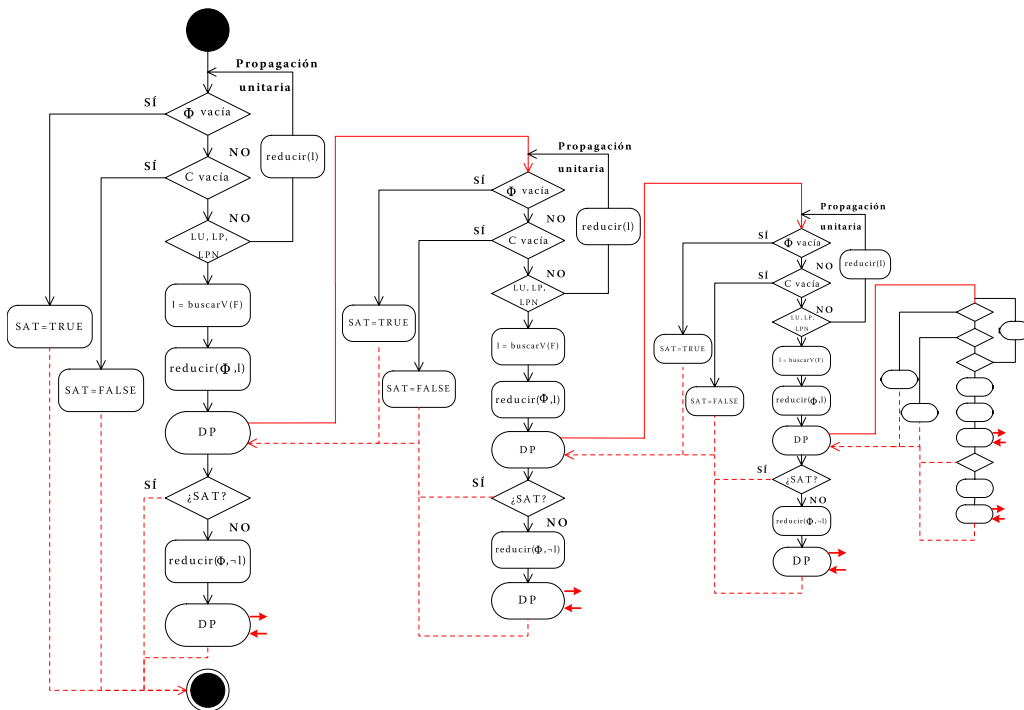 Propagación
unitaria
SÍ
Φ vacía
NO
reducir(l)
SÍ
C vacía
NO
LU, LP,
LPN
l = buscarV(F)
SAT=TRUE
reducir(Φ,l)
SAT=FALSE
DP
SÍ
¿SAT?
NO
reducir(Φ,¬l)
DP
Propagación
unitaria
SÍ
Φ vacía
NO
reducir(l)
SÍ
C vacía
NO
LU, LP,
LPN
SAT=TRUE
l = buscarV(F)
SAT=FALSE
reducir(Φ,l)
DP
SÍ
¿SAT?
NO
reducir(Φ,¬l)
DP
Propagación
unitaria
SÍ
Φ vacía
NO
reducir(l)
SÍ
C vacía
NO
LU, LP,
LPN
SAT=TRUE
l = buscarV(F)
SAT=FALSE
reducir(Φ,l)
DP
SÍ
¿SAT?
NO
reducir(Φ,¬l)
DP